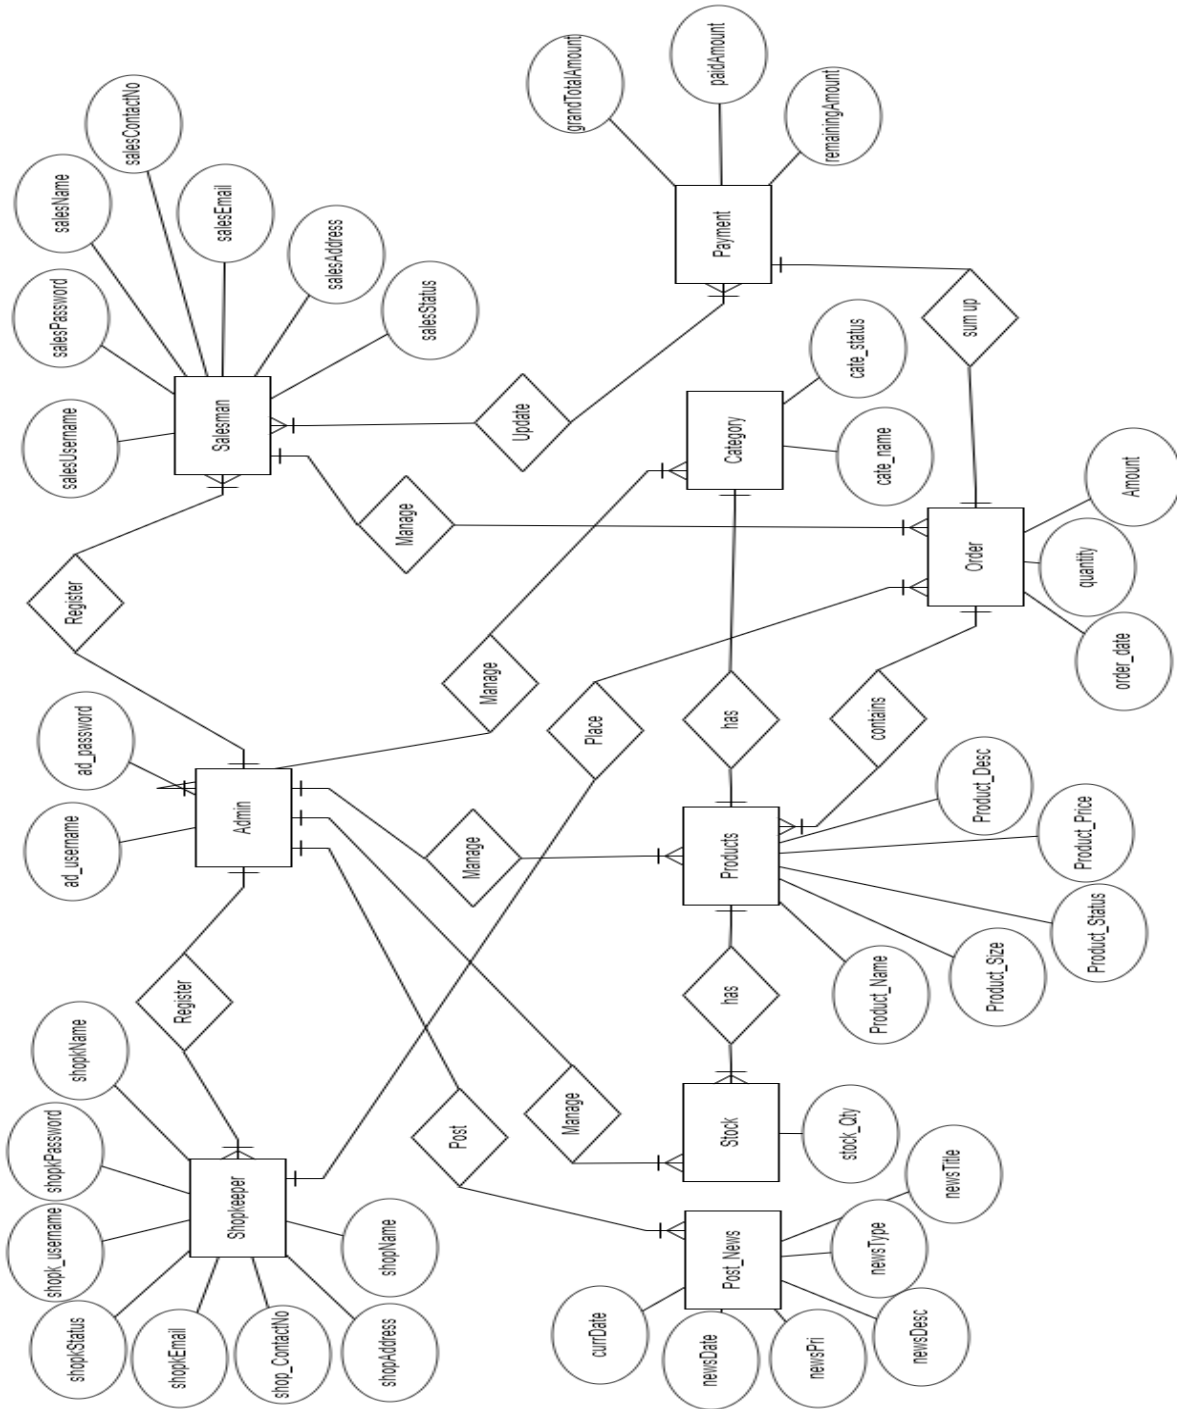 shopkStatus
shopk_username
shopkPassword
shopkName
shopkEmail
shop_ContactNo
shopAddress
shopName
Shopkeeper
Register
ad_username
ad_password
Admin
Register
salesUsername
salesPassword
salesName
salesContactNo
salesEmail
salesAddress
salesStatus
Salesman
Post
Manage
Manage
Place
Manage
Manage
Update
currDate
newsDate
newsPri
newsDesc
newsType
newsTitle
Post_News
Stock
stock_Qty
has
Products
Product_Name
Product_Size
Product_Status
Product_Price
Product_Desc
has
contains
Category
cate_name
cate_status
Payment
grandTotalAmount
paidAmount
remainingAmount
sum up
Order
order_date
quantity
Amount